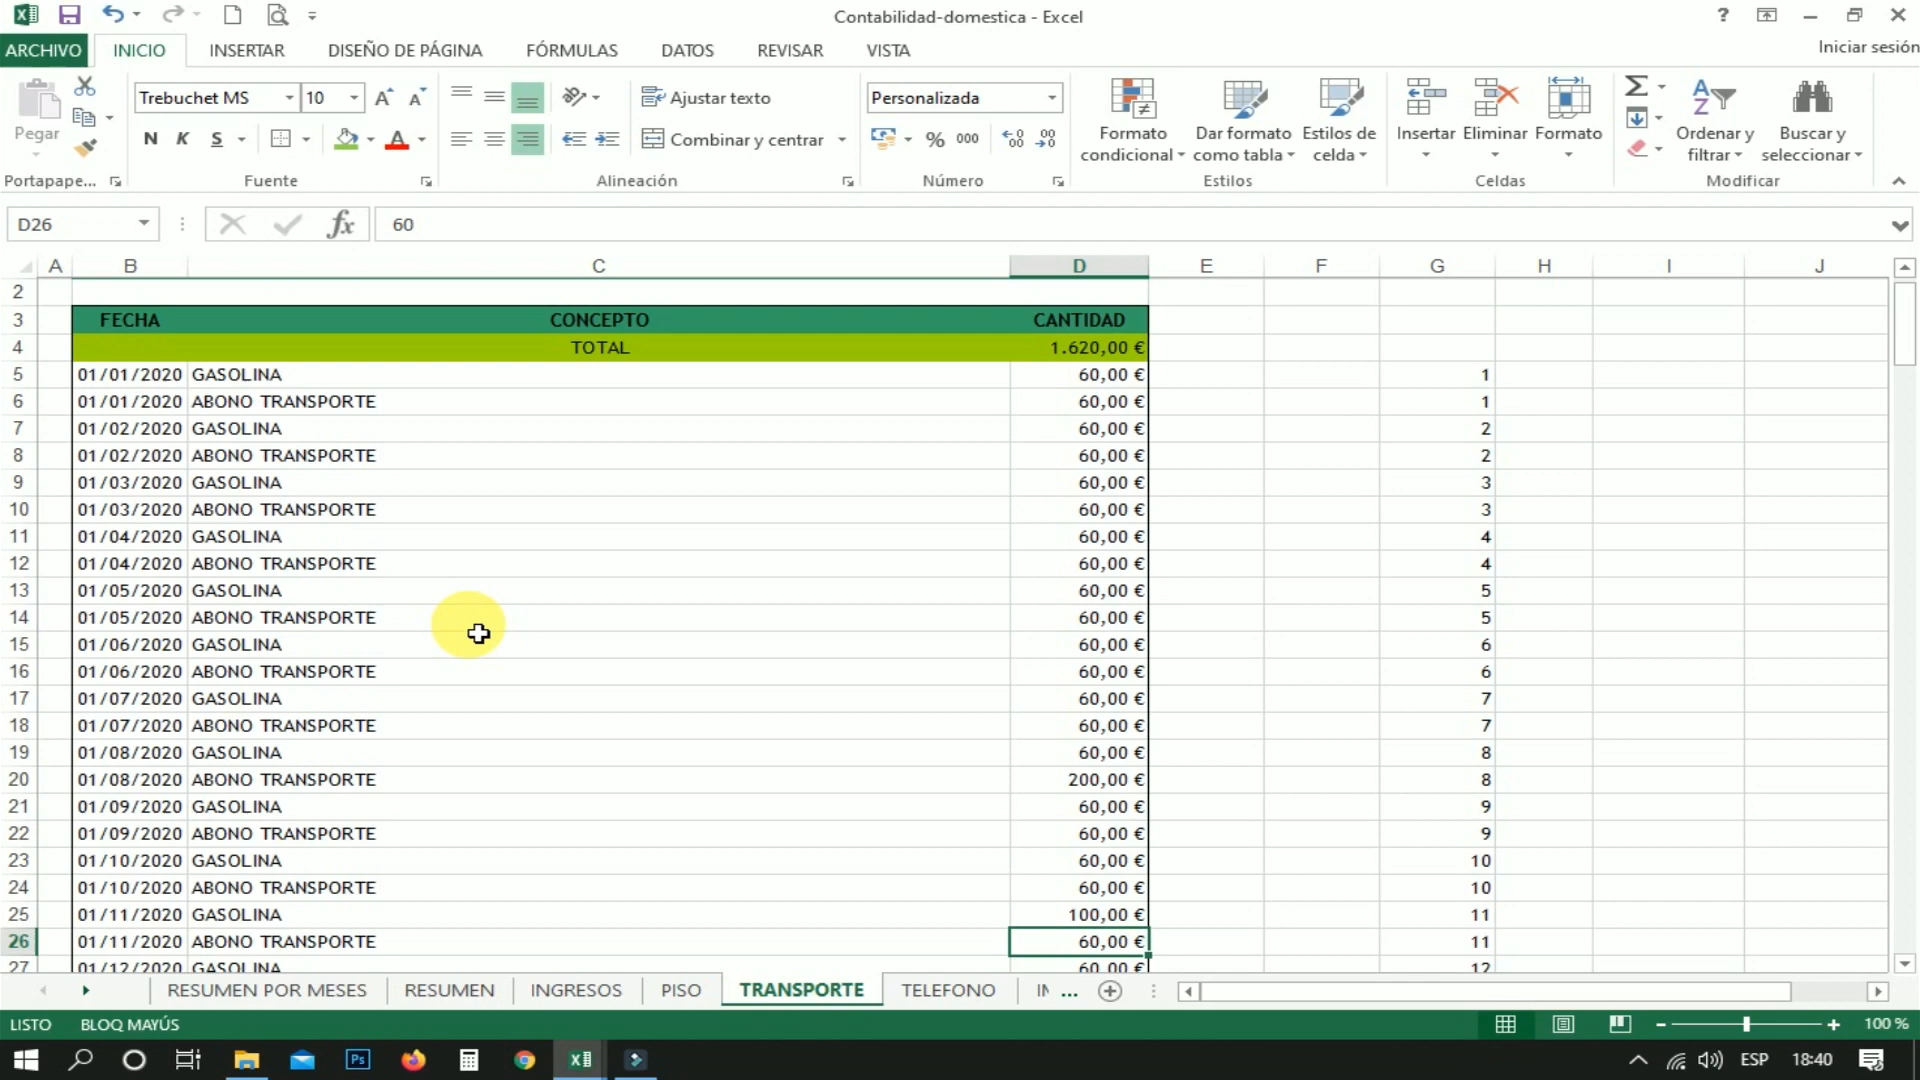 Contabilidad-domestica - Excel
ARCHIVO INICIO INSERTAR DISEÑO DE PÁGINA FÓRMULAS DATOS REVISAR VISTA Iniciar sesión
Pegar
Trebuchet MS 10
N K S
Ajustar texto
Combinar y centrar
Personalizada
% 000
Formato condicional
Dar formato como tabla
Estilos de celda
Insertar Eliminar Formato
Ordenar y filtrar
Buscar y seleccionar
Portapape... Fuente Alineación Número Estilos Celdas Modificar
D26 fx 60
A B C D E F G H I J
2
3 FECHA CONCEPTO CANTIDAD
4 TOTAL 1.620,00 €
5 01/01/2020 GASOLINA 60,00 € 1
6 01/01/2020 ABONO TRANSPORTE 60,00 € 1
7 01/02/2020 GASOLINA 60,00 € 2
8 01/02/2020 ABONO TRANSPORTE 60,00 € 2
9 01/03/2020 GASOLINA 60,00 € 3
10 01/03/2020 ABONO TRANSPORTE 60,00 € 3
11 01/04/2020 GASOLINA 60,00 € 4
12 01/04/2020 ABONO TRANSPORTE 60,00 € 4
13 01/05/2020 GASOLINA 60,00 € 5
14 01/05/2020 ABONO TRANSPORTE 60,00 € 5
15 01/06/2020 GASOLINA 60,00 € 6
16 01/06/2020 ABONO TRANSPORTE 60,00 € 6
17 01/07/2020 GASOLINA 60,00 € 7
18 01/07/2020 ABONO TRANSPORTE 60,00 € 7
19 01/08/2020 GASOLINA 60,00 € 8
20 01/08/2020 ABONO TRANSPORTE 200,00 € 8
21 01/09/2020 GASOLINA 60,00 € 9
22 01/09/2020 ABONO TRANSPORTE 60,00 € 9
23 01/10/2020 GASOLINA 60,00 € 10
24 01/10/2020 ABONO TRANSPORTE 60,00 € 10
25 01/11/2020 GASOLINA 100,00 € 11
26 01/11/2020 ABONO TRANSPORTE 60,00 € 11
27 01/12/2020 GASOLINA 60,00 € 12
RESUMEN POR MESES RESUMEN INGRESOS PISO TRANSPORTE TELEFONO ...
LISTO BLOQ MAYÚS 100 %
Ps ESP 18:40